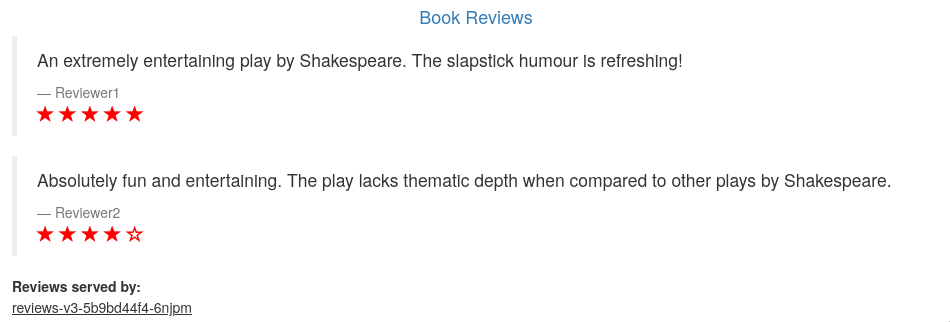 Book Reviews
An extremely entertaining play by Shakespeare. The slapstick humour is refreshing!
— Reviewer1
Absolutely fun and entertaining. The play lacks thematic depth when compared to other plays by Shakespeare.
— Reviewer2
Reviews served by:
reviews-v3-5b9bd44f4-6njpm